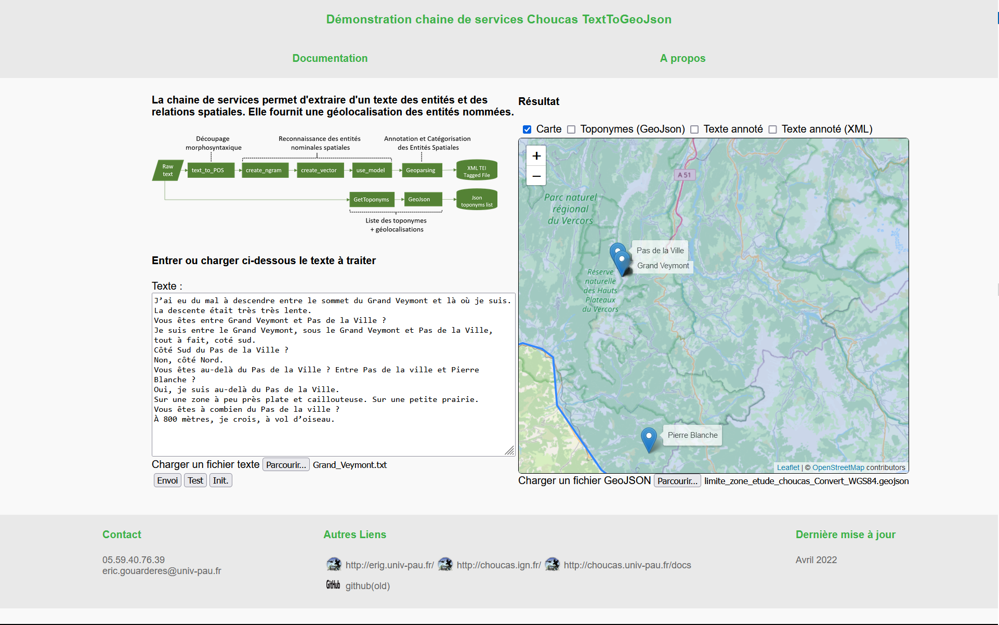 Démonstration chaine de services Choucas TextToGeoJson
Documentation
A propos
La chaine de services permet d'extraire d'un texte des entités et des
relations spatiales. Elle fournit une géolocalisation des entités nommées.
Découpage
morphosyntaxique
Reconnaissance des entités
nominales spatiales
Annotation et Catégorisation
des Entités Spatiales
Raw
text
text_to_POS
create_ngram
create_vector
use_model
Geoparsing
XML TEI
Tagged File
GetToponyms
GeoJson
Json
toponyms list
Liste des toponymes
+ géolocalisations
Entrer ou charger ci-dessous le texte à traiter
Texte :
J’ai eu du mal à descendre entre le sommet du Grand Veymont et là où je suis.
La descente était très très lente.
Vous êtes entre Grand Veymont et Pas de la Ville ?
Je suis entre le Grand Veymont, sous le Grand Veymont et Pas de la Ville,
tout à fait, coté sud.
Côté Sud du Pas de la Ville ?
Non, côté Nord.
Vous êtes au-delà du Pas de la Ville ? Entre Pas de la ville et Pierre
Blanche ?
Oui, je suis au-delà du Pas de la Ville.
Sur une zone à peu près plate et caillouteuse. Sur une petite prairie.
Vous êtes à combien du Pas de la ville ?
À 800 mètres, je crois, à vol d’oiseau.
Charger un fichier texte Parcourir... Grand_Veymont.txt
Envoi Test Init.
Résultat
Carte Toponymes (GeoJson) Texte annoté Texte annoté (XML)
+
−
A 51
Parc naturel
régional
du Vercors
Pas de la Ville
Grand Veymont
Réserve
naturelle
des Hauts
Plateaux
du Vercors
Pierre Blanche
Leaflet | © OpenStreetMap contributors
Charger un fichier GeoJSON Parcourir... limite_zone_etude_choucas_Convert_WGS84.geojson
Contact
05.59.40.76.39
eric.gouarderes@univ-pau.fr
Autres Liens
http://erig.univ-pau.fr/ http://choucas.ign.fr/ http://choucas.univ-pau.fr/docs
GitHub github(old)
Dernière mise à jour
Avril 2022